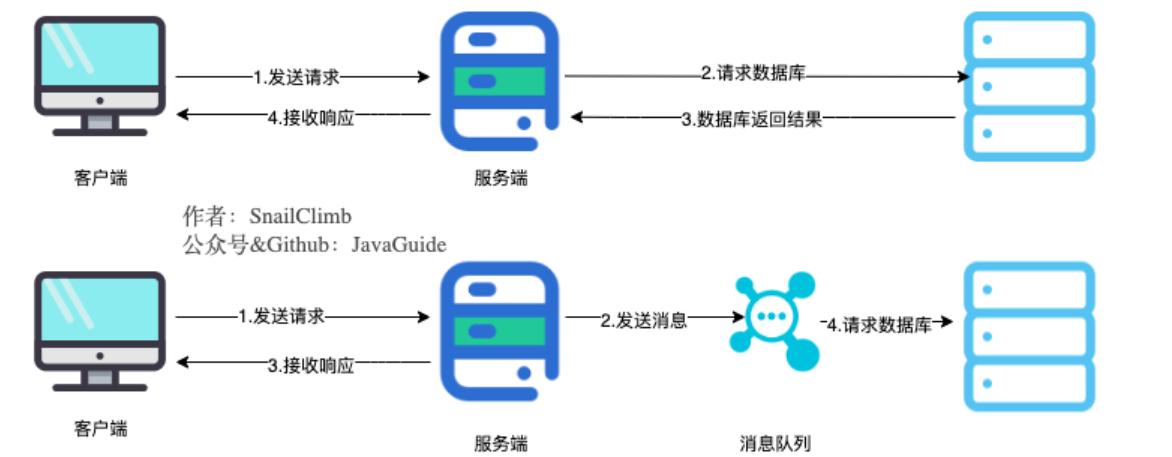 1.发送请求
2.请求数据库
4.接收响应
3.数据库返回结果
客户端
服务端
作者：SnailClimb
公众号&Github：JavaGuide
1.发送请求
2.发送消息
4.请求数据库
3.接收响应
客户端
服务端
消息队列